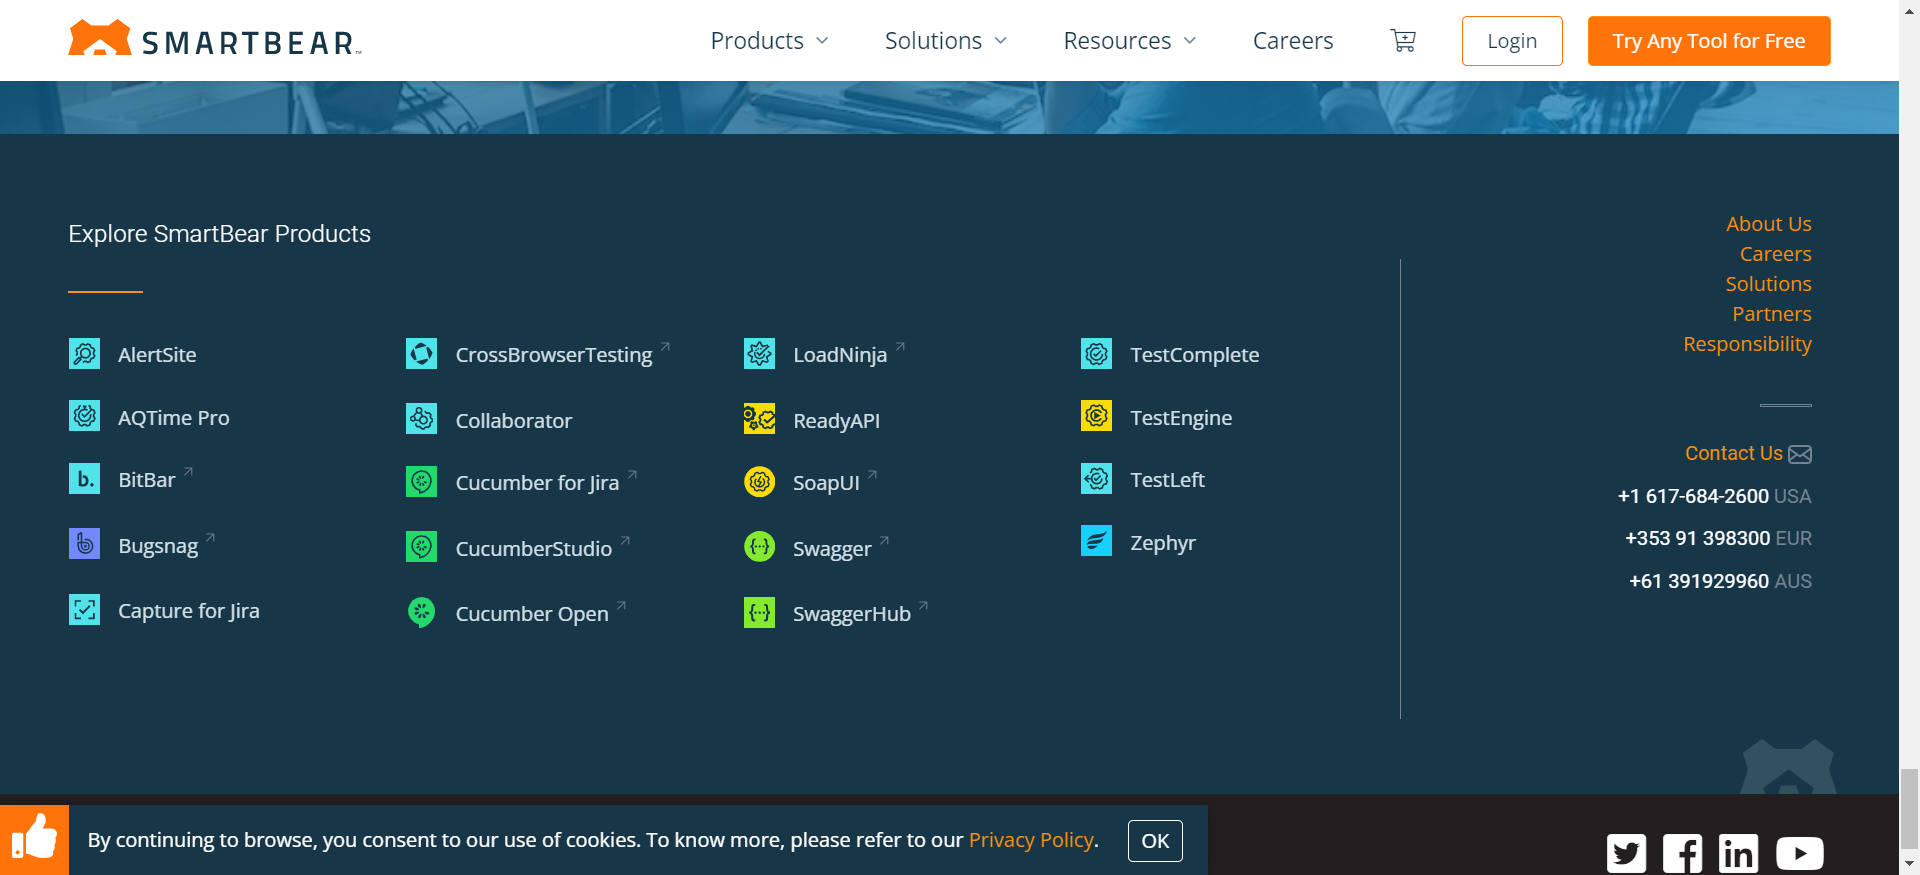 SMARTBEAR™
Products
Solutions
Resources
Careers
Login
Try Any Tool for Free
Explore SmartBear Products
AlertSite
AQTime Pro
b. BitBar
Bugsnag
Capture for Jira
CrossBrowserTesting
Collaborator
Cucumber for Jira
CucumberStudio
Cucumber Open
LoadNinja
ReadyAPI
SoapUI
{···} Swagger
{···} SwaggerHub
TestComplete
TestEngine
TestLeft
Zephyr
About Us
Careers
Solutions
Partners
Responsibility
Contact Us
+1 617-684-2600 USA
+353 91 398300 EUR
+61 391929960 AUS
By continuing to browse, you consent to our use of cookies. To know more, please refer to our Privacy Policy.
OK